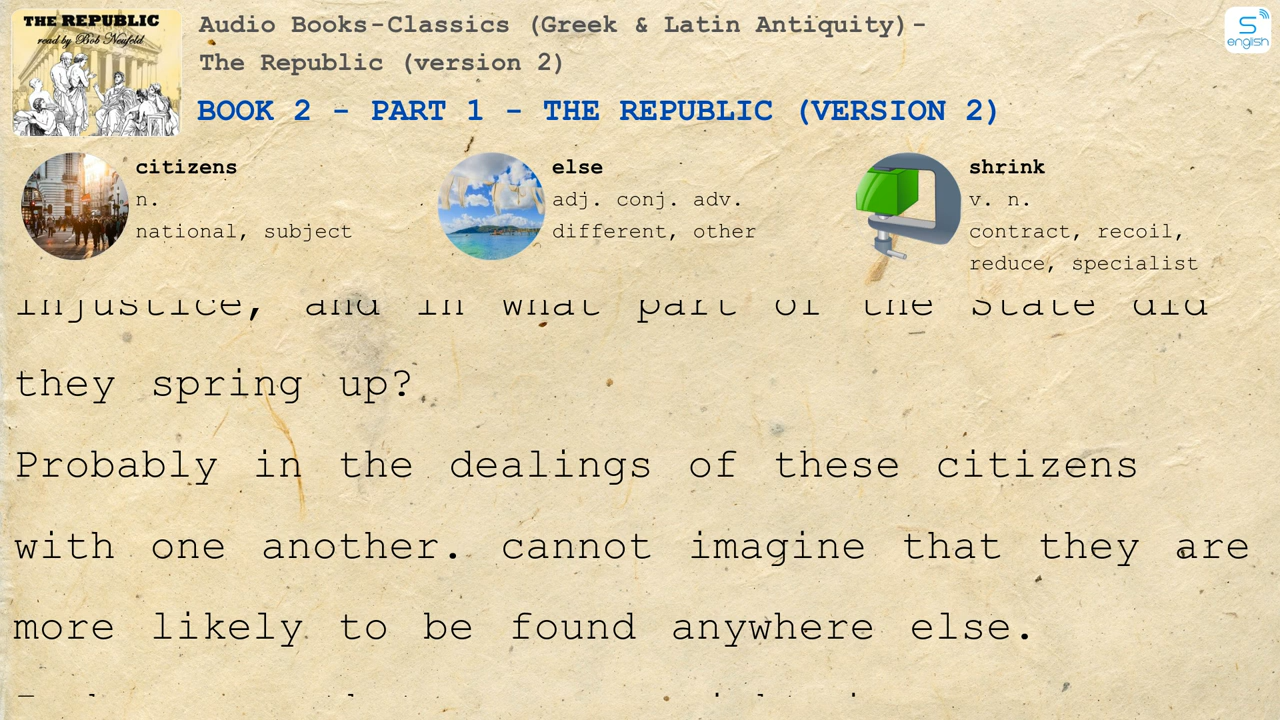 THE REPUBLIC
read by Bob Neufeld
Audio Books-Classics (Greek & Latin Antiquity)-
The Republic (version 2)
BOOK 2 - PART 1 - THE REPUBLIC (VERSION 2)
S
english
citizens
n.
national, subject
else
adj. conj. adv.
different, other
shrink
v. n.
contract, recoil,
reduce, specialist
injustice, and in what part of the State did
they spring up?
Probably in the dealings of these citizens
with one another. cannot imagine that they are
more likely to be found anywhere else.